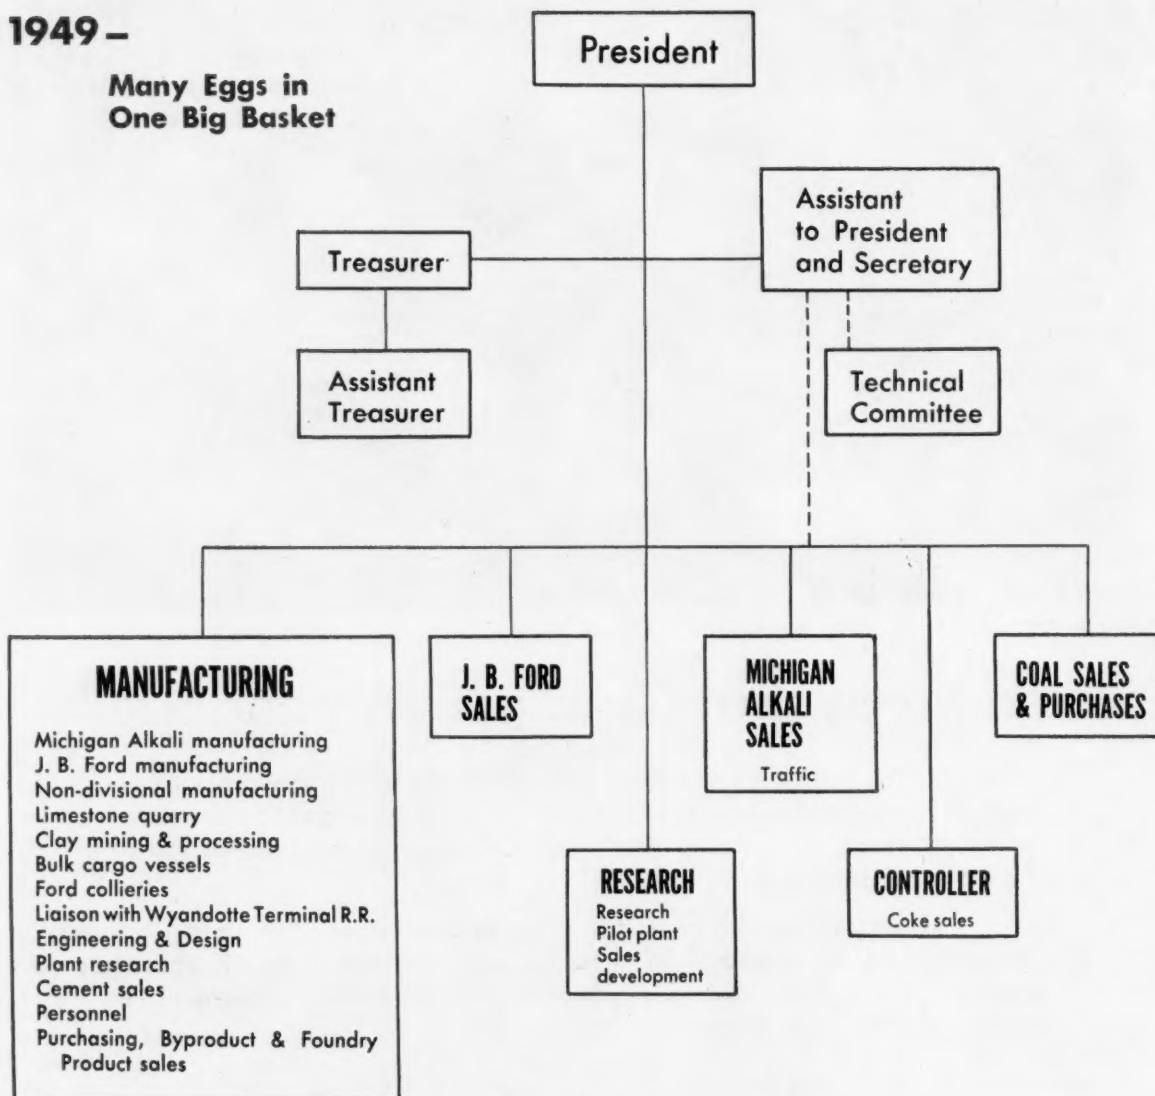 1949 –
Many Eggs in
One Big Basket
President
Assistant
to President
and Secretary
Treasurer
Assistant
Treasurer
Technical
Committee
MANUFACTURING
Michigan Alkali manufacturing
J. B. Ford manufacturing
Non-divisional manufacturing
Limestone quarry
Clay mining & processing
Bulk cargo vessels
Ford collieries
Liaison with Wyandotte Terminal R.R.
Engineering & Design
Plant research
Cement sales
Personnel
Purchasing, Byproduct & Foundry
Product sales
J. B. FORD
SALES
MICHIGAN
ALKALI
SALES
Traffic
COAL SALES
& PURCHASES
RESEARCH
Research
Pilot plant
Sales
development
CONTROLLER
Coke sales